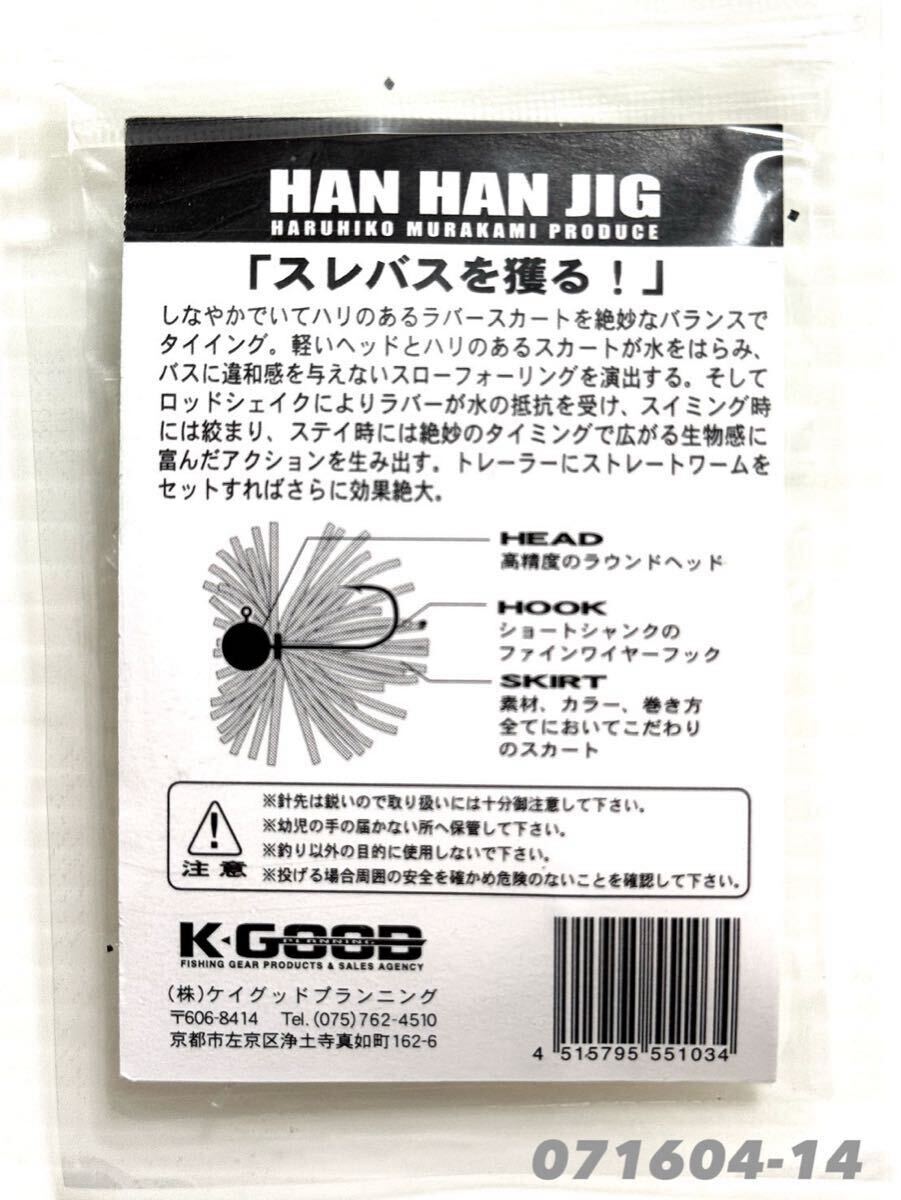 HAN HAN JIG
HARUHIKO MURAKAMI PRODUCE
「スレバスを獲る！」
しなやかでいてハリのあるラバースカートを絶妙なバランスで
タイイング。軽いヘッドとハリのあるスカートが水をはらみ、
バスに違和感を与えないスローフォーリングを演出する。そして
ロッドシェイクによりラバーが水の抵抗を受け、スイミング時
には絞まり、ステイ時には絶妙のタイミングで広がる生物感に
富んだアクションを生み出す。トレーラーにストレートワームを
セットすればさらに効果絶大。
HEAD
高精度のラウンドヘッド
HOOK
ショートシャンクの
ファインワイヤーフック
SKIRT
素材、カラー、巻き方
全てにおいてこだわり
のスカート
注意
※針先は鋭いので取り扱いには十分御注意して下さい。
※幼児の手の届かない所へ保管して下さい。
※釣り以外の目的に使用しないで下さい。
※投げる場合周囲の安全を確かめ危険のないことを確認して下さい。
K-GOOD
PLANNING
FISHING GEAR PRODUCTS & SALES AGENCY
(株)ケイグッドプランニング
〒606-8414 Tel.(075)762-4510
京都市左京区浄土寺真如町162-6
4 515795 551034
071604-14